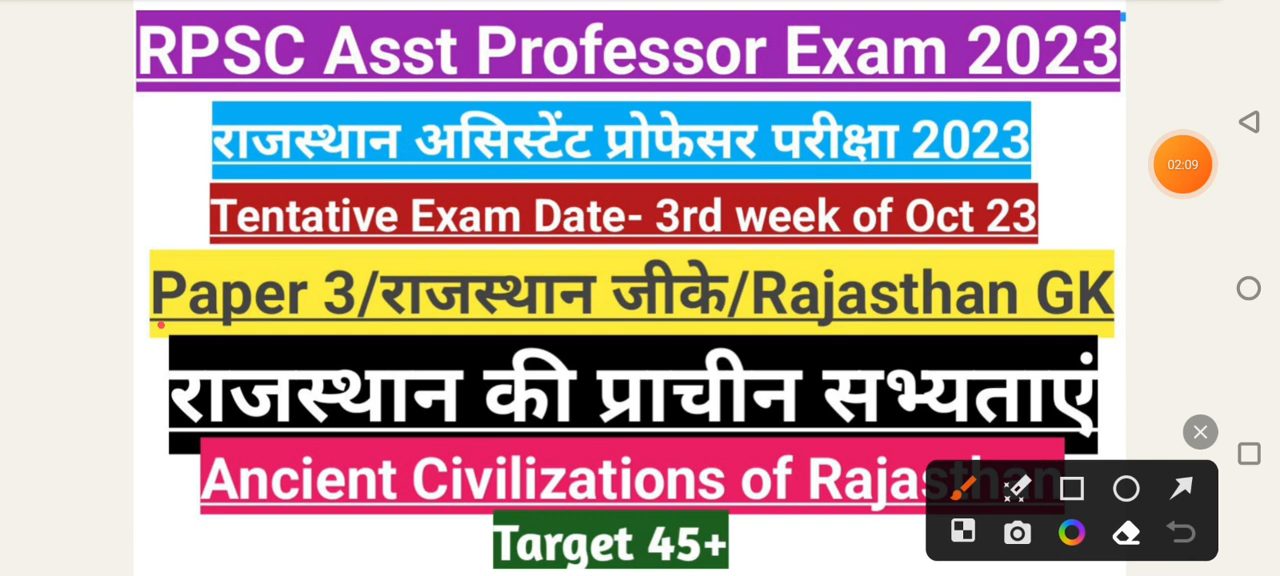 RPSC Asst Professor Exam 2023
राजस्थान असिस्टेंट प्रोफेसर परीक्षा 2023
02:09
Tentative Exam Date- 3rd week of Oct 23
Paper 3/राजस्थान जीके/Rajasthan GK
राजस्थान की प्राचीन सभ्यताएं
Ancient Civilizations of Rajasthan
Target 45+